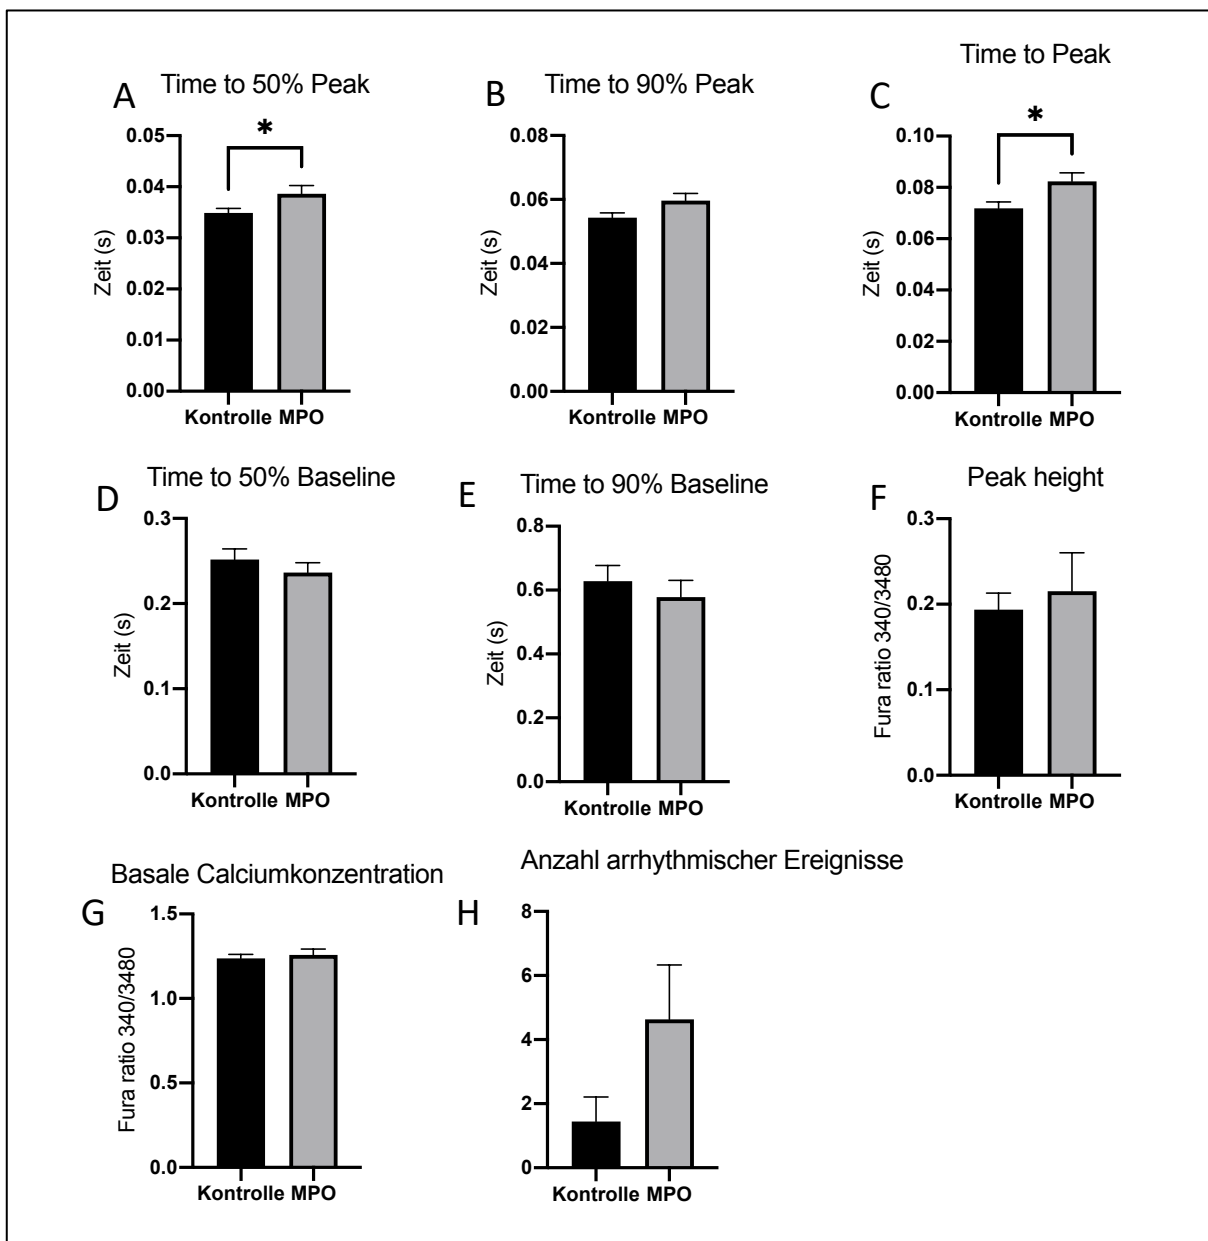 A Time to 50% Peak
*
0.05
0.04
0.03
0.02
0.01
0.00
Zeit (s)
Kontrolle MPO
B Time to 90% Peak
0.08
0.06
0.04
0.02
0.00
Zeit (s)
Kontrolle MPO
C Time to Peak
*
0.10
0.08
0.06
0.04
0.02
0.00
Zeit (s)
Kontrolle MPO
D Time to 50% Baseline
0.3
0.2
0.1
0.0
Zeit (s)
Kontrolle MPO
E Time to 90% Baseline
0.8
0.6
0.4
0.2
0.0
Zeit (s)
Kontrolle MPO
F Peak height
0.3
0.2
0.1
0.0
Fura ratio 340/3480
Kontrolle MPO
G Basale Calciumkonzentration
1.5
1.0
0.5
0.0
Fura ratio 340/3480
Kontrolle MPO
H Anzahl arrhythmischer Ereignisse
8
6
4
2
0
Kontrolle MPO